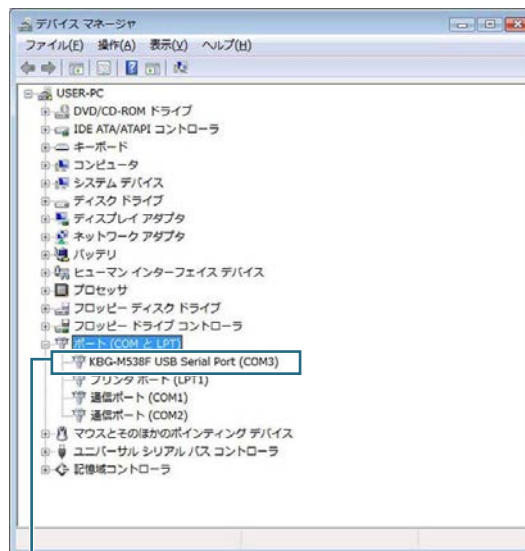 デバイス マネージャ
ファイル(F) 操作(A) 表示(V) ヘルプ(H)
USER-PC
DVD/CD-ROM ドライブ
IDE ATA/ATAPI コントローラ
キーボード
コンピュータ
システム デバイス
ディスク ドライブ
ディスプレイ アダプタ
ネットワーク アダプタ
バッテリ
ヒューマン インターフェイス デバイス
プロセッサ
フロッピー ディスク ドライブ
フロッピー ドライブ コントローラ
ポート (COM と LPT)
KBG-M538F USB Serial Port (COM3)
プリンタ ポート (LPT1)
通信ポート (COM1)
通信ポート (COM2)
マウスとそのほかのポインティング デバイス
ユニバーサル シリアル バス コントローラ
記憶域コントローラ